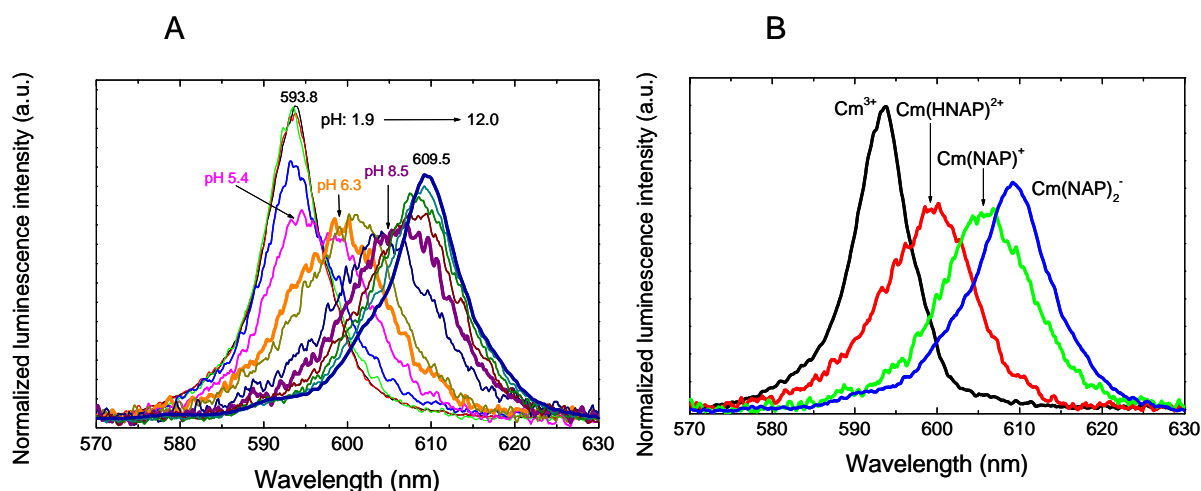 A
593.8
pH: 1.9 12.0
609.5
pH 5.4
pH 6.3
pH 8.5
Normalized luminescence intensity (a.u.)
570 580 590 600 610 620 630
Wavelength (nm)
B
Cm³⁺
Cm(HNAP)²⁺
Cm(NAP)⁺
Cm(NAP)₂⁻
Normalized luminescence intensity (a.u.)
570 580 590 600 610 620 630
Wavelength (nm)